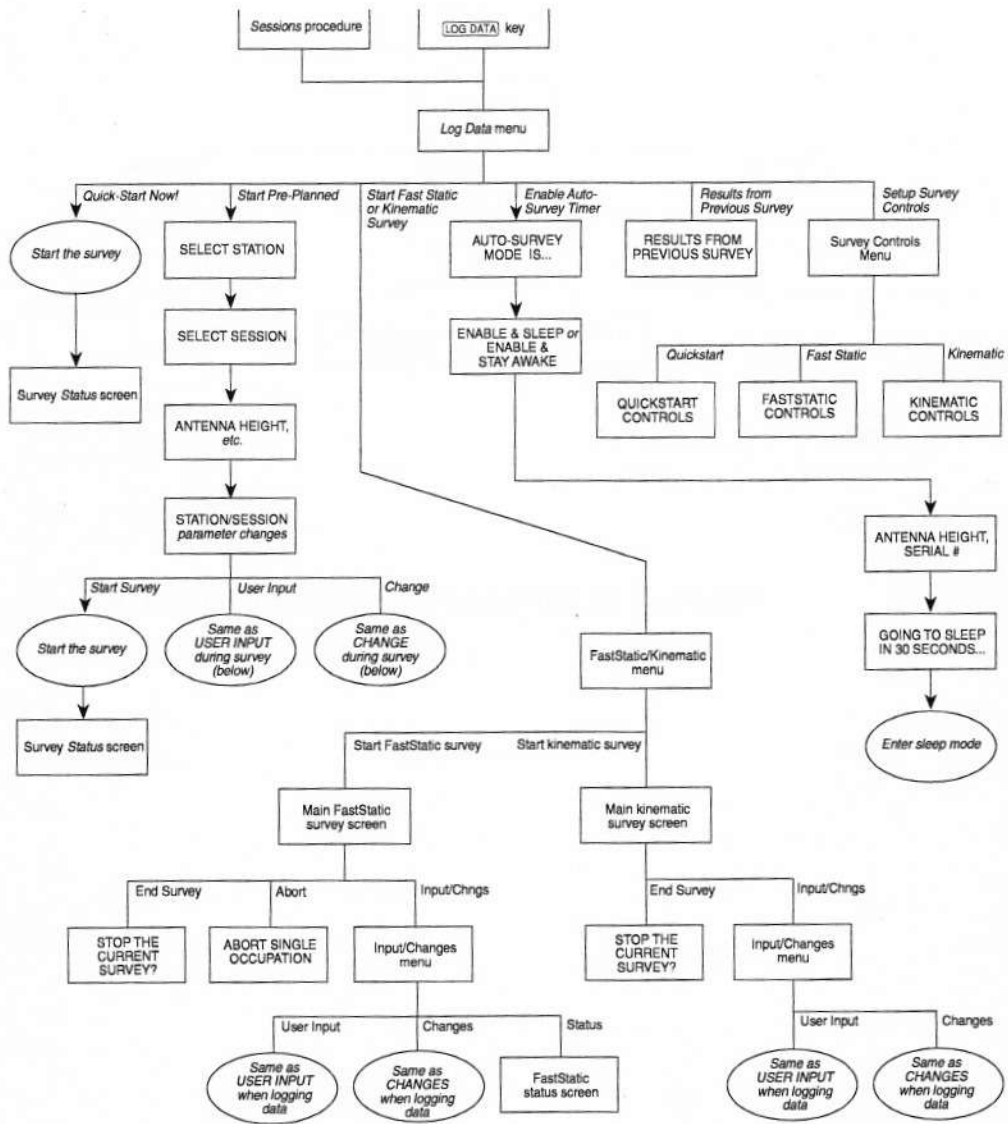 Sessions procedure
LOG DATA key
Log Data menu
Quick-Start Now!
Start Pre-Planned
Start Fast Static
or Kinematic
Survey
Enable Auto-
Survey Timer
Results from
Previous Survey
Setup Survey
Controls
Start the survey
SELECT STATION
AUTO-SURVEY
MODE IS...
RESULTS FROM
PREVIOUS SURVEY
Survey Controls
Menu
SELECT SESSION
ENABLE & SLEEP or
ENABLE &
STAY AWAKE
Quickstart
Fast Static
Kinematic
Survey Status screen
QUICKSTART
CONTROLS
FASTSTATIC
CONTROLS
KINEMATIC
CONTROLS
ANTENNA HEIGHT,
etc.
STATION/SESSION
parameter changes
ANTENNA HEIGHT,
SERIAL #
Start Survey
User Input
Change
Start the survey
Same as
USER INPUT
during survey
(below)
Same as
CHANGE
during survey
(below)
FastStatic/Kinematic
menu
GOING TO SLEEP
IN 30 SECONDS...
Survey Status screen
Start FastStatic survey
Start kinematic survey
Enter sleep mode
Main FastStatic
survey screen
Main kinematic
survey screen
End Survey
Abort
Input/Chngs
End Survey
Input/Chngs
STOP THE
CURRENT
SURVEY?
ABORT SINGLE
OCCUPATION
Input/Changes
menu
STOP THE
CURRENT
SURVEY?
Input/Changes
menu
User Input
Changes
Status
User Input
Changes
Same as
USER INPUT
when logging
data
Same as
CHANGES
when logging
data
FastStatic
status screen
Same as
USER INPUT
when logging
data
Same as
CHANGES
when logging
data